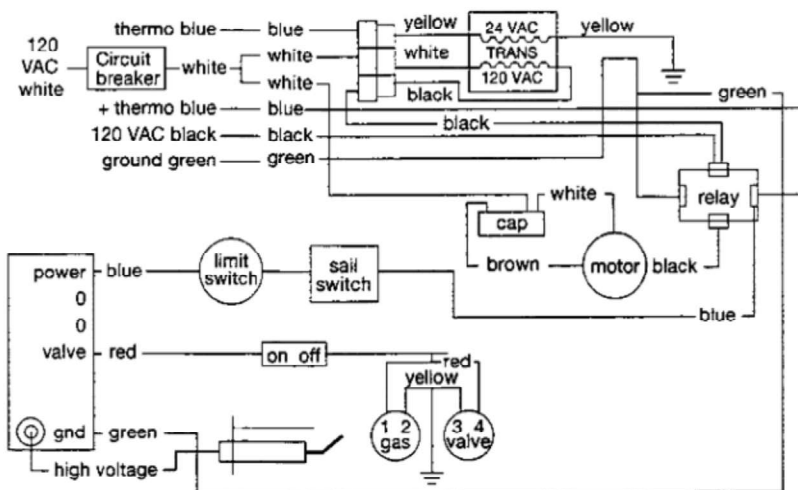 thermo blue blue yellow 24 VAC yellow
120 VAC white Circuit breaker white white white TRANS
white 120 VAC
black green
+ thermo blue blue
120 VAC black black black
ground green green
relay
white
cap
brown motor black
power blue limit switch sail switch
0
0
blue
valve red on off
red
yellow
1 2 3 4
gas valve
gnd green
high voltage